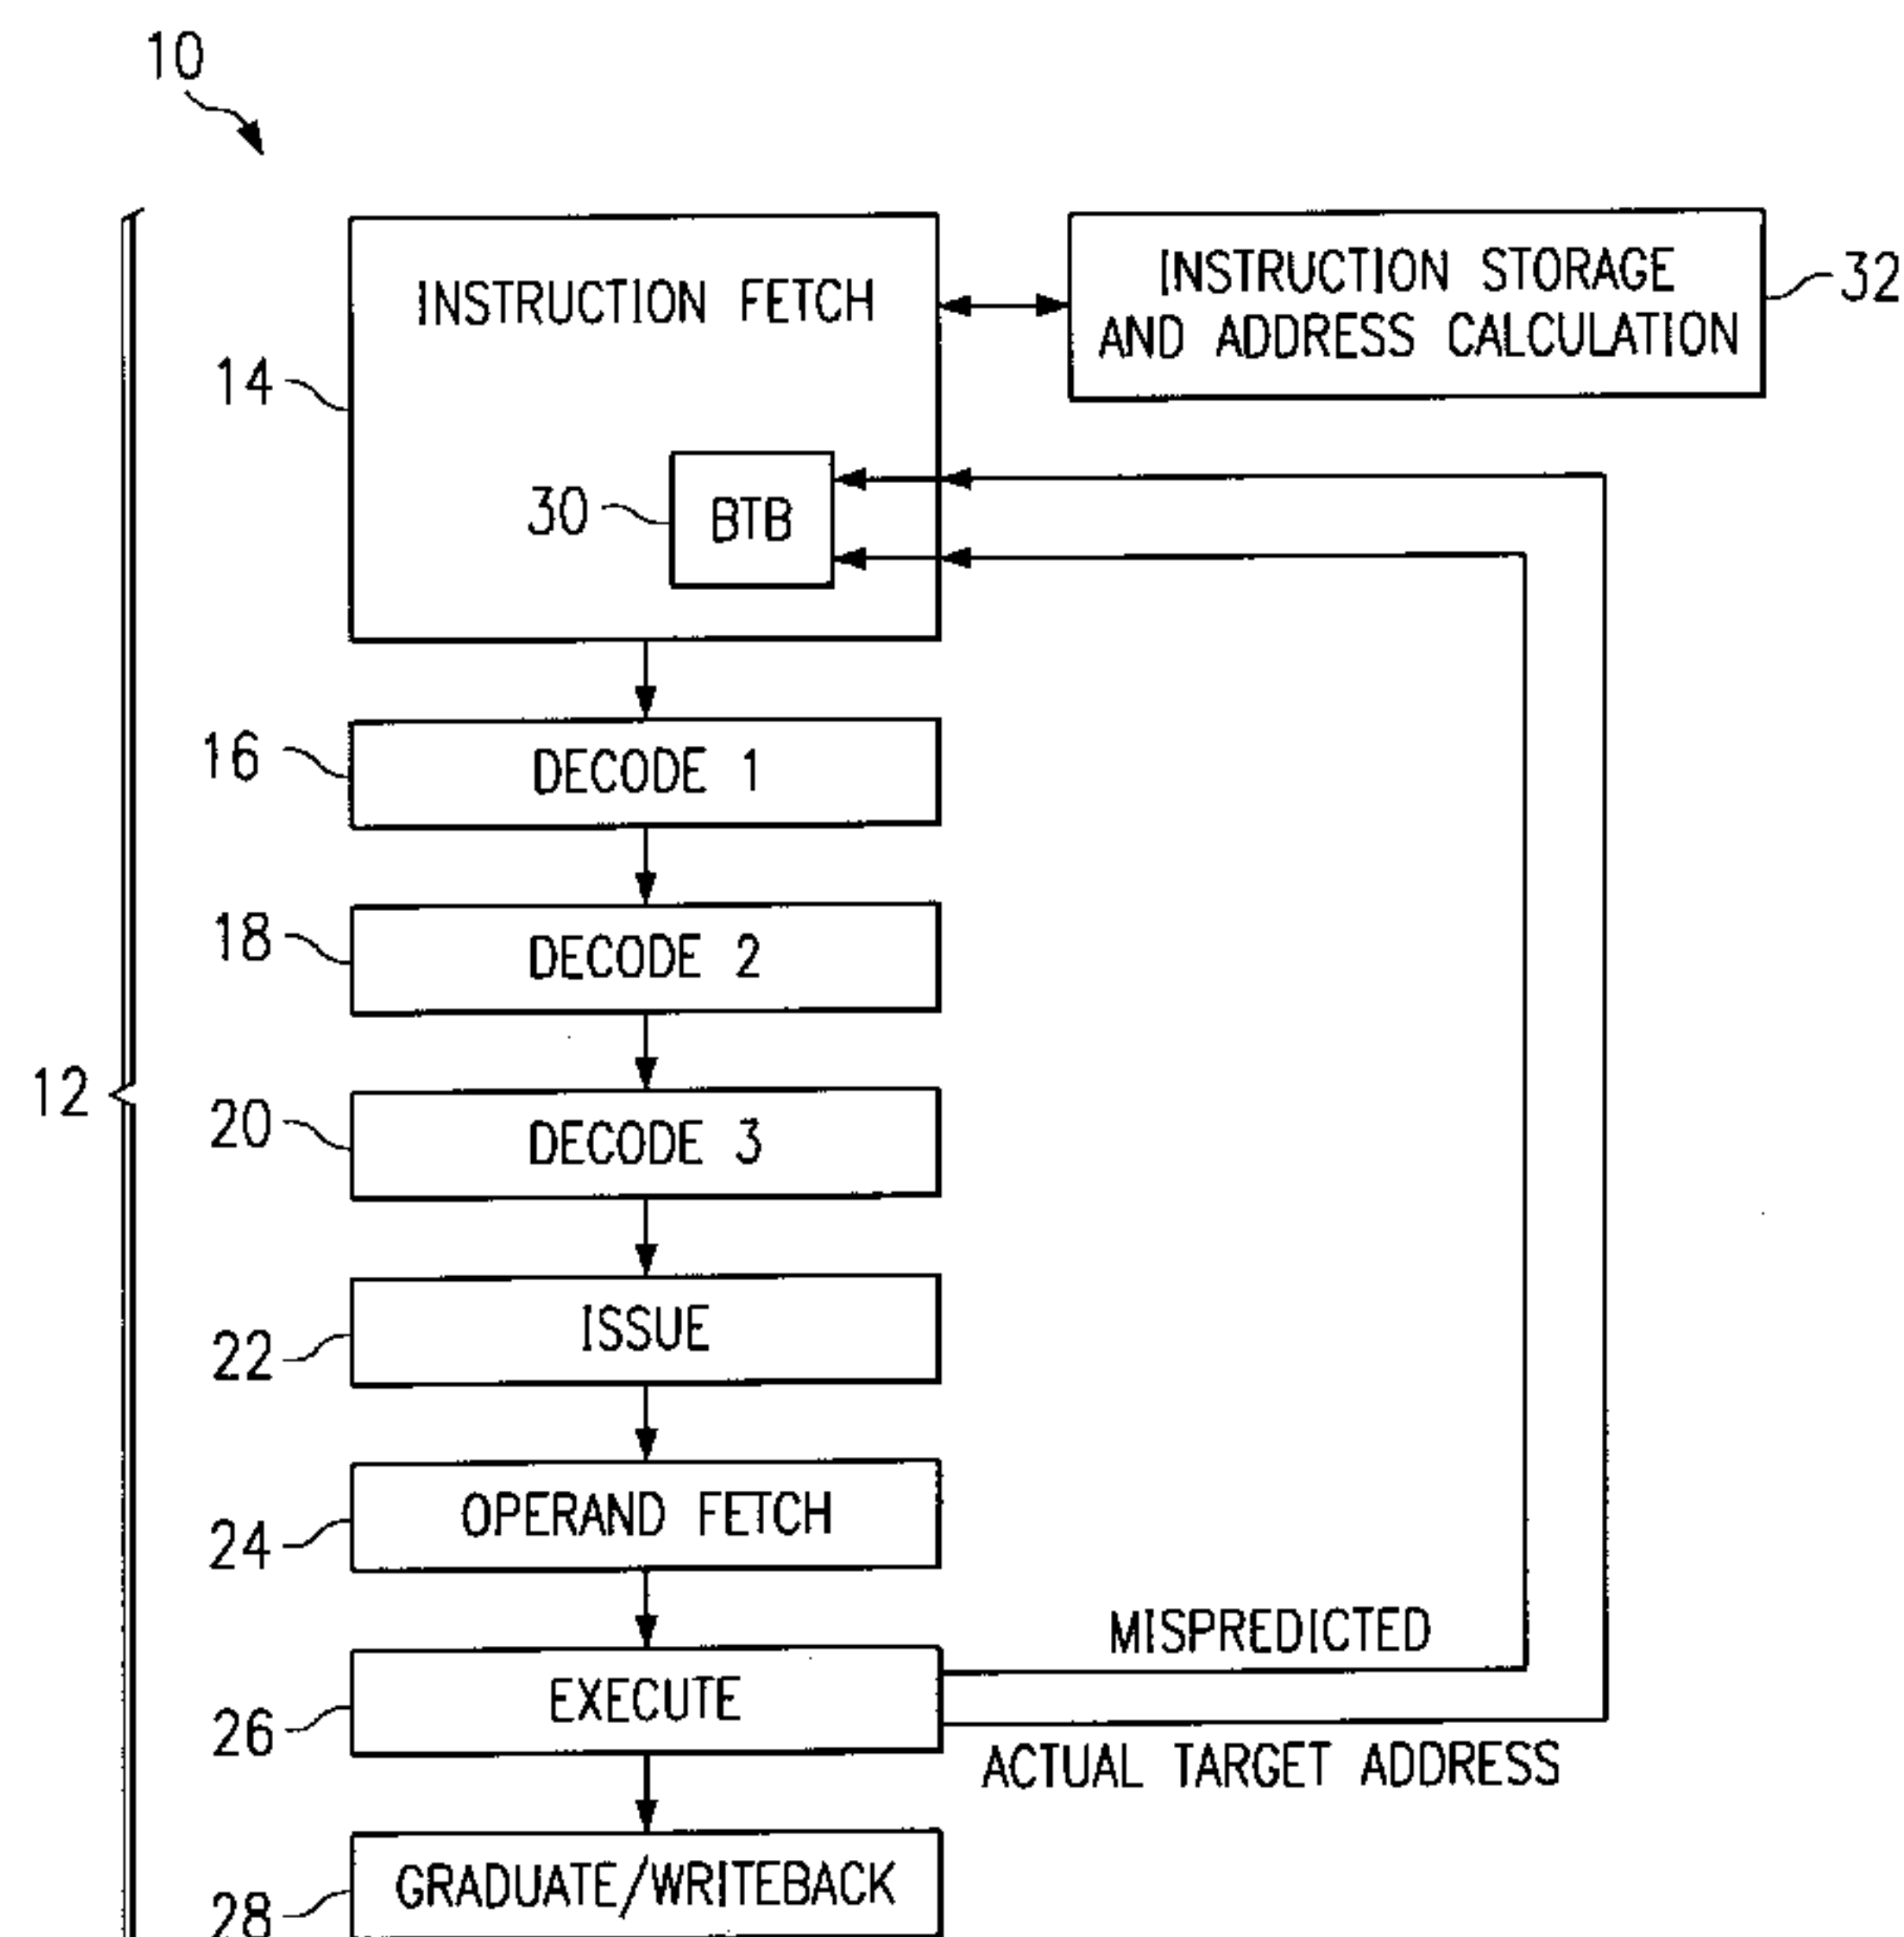 10
INSTRUCTION FETCH
INSTRUCTION STORAGE
AND ADDRESS CALCULATION
32
14
30
BTB
16
DECODE 1
18
DECODE 2
12
20
DECODE 3
22
ISSUE
24
OPERAND FETCH
MISPREDICTED
26
EXECUTE
ACTUAL TARGET ADDRESS
28
GRADUATE/WRITEBACK